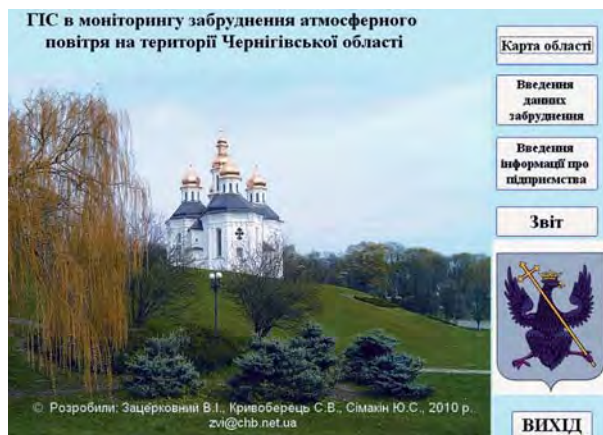 ГІС в моніторингу забруднення атмосферного
повітря на території Чернігівської області
Карта області
Введення
данних
забруднення
Введення
інформації про
підприємства
Звіт
© Розробили: Зацерковний В.І., Кривоберець С.В., Сімакін Ю.С., 2010 р.
zvi@chb.net.ua
ВИХІД